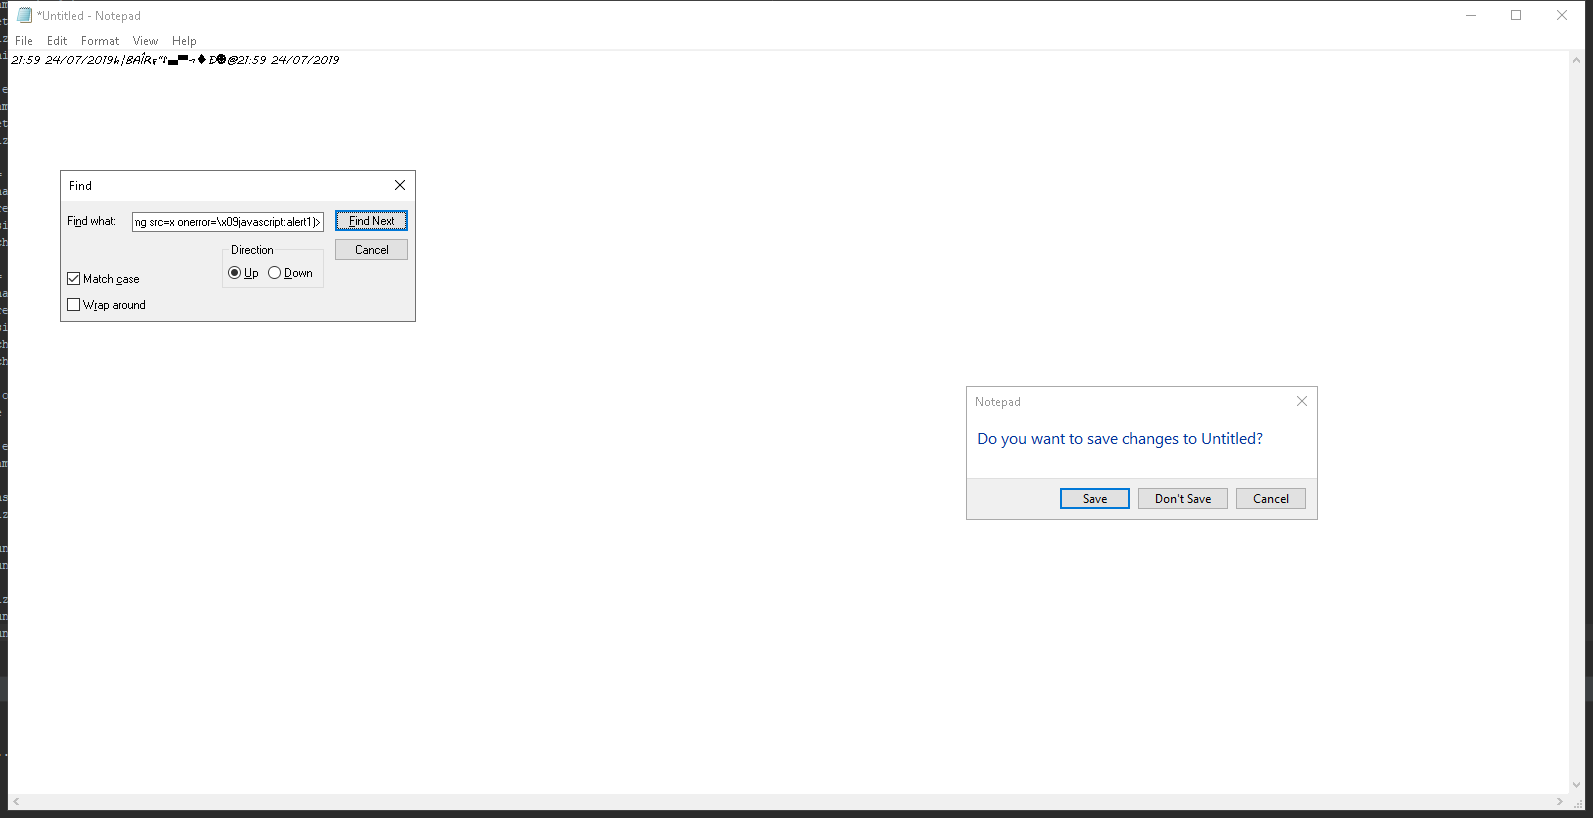 *Untitled - Notepad
File Edit Format View Help
21:59 24/07/2019
@21:59 24/07/2019
Find
Find what:
ng src=x onerror=\x09javascript:alert1)>
Find Next
Cancel
Direction
Up Down
Match case
Wrap around
Notepad
Do you want to save changes to Untitled?
Save Don't Save Cancel